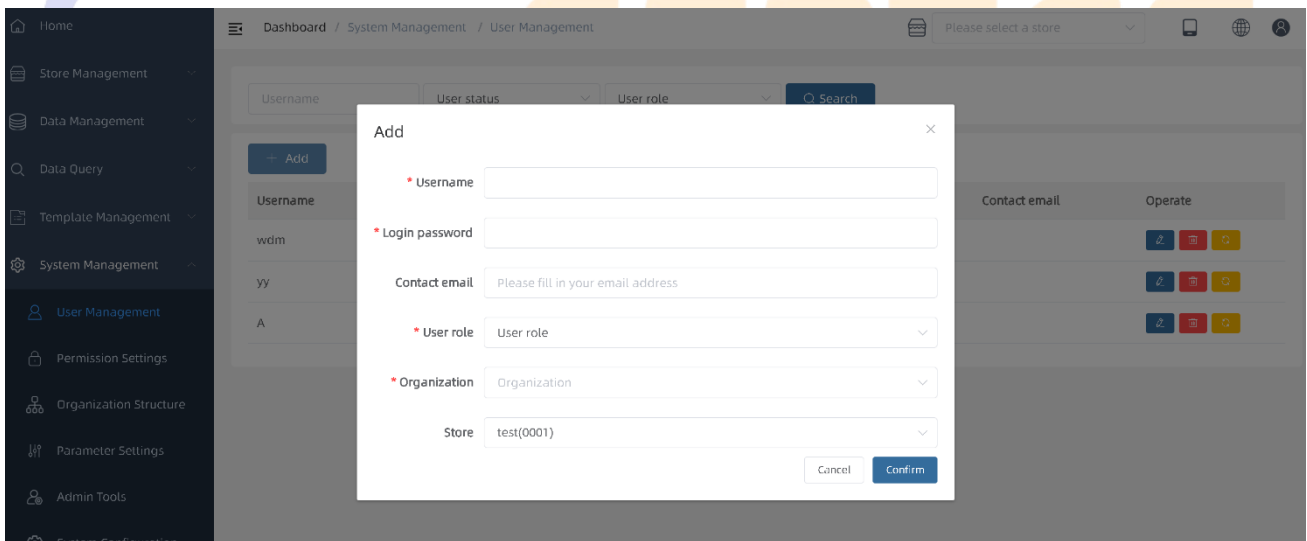 Home
Dashboard / System Management / User Management
Please select a store
Store Management
Username
User status
User role
Search
Data Management
Add
+ Add
Data Query
* Username
Username
Contact email
Operate
Template Management
* Login password
wdm
System Management
Contact email
Please fill in your email address
yy
User Management
* User role
User role
A
Permission Settings
* Organization
Organization
Organization Structure
Store
test(0001)
Parameter Settings
Cancel
Confirm
Admin Tools
System Configuration